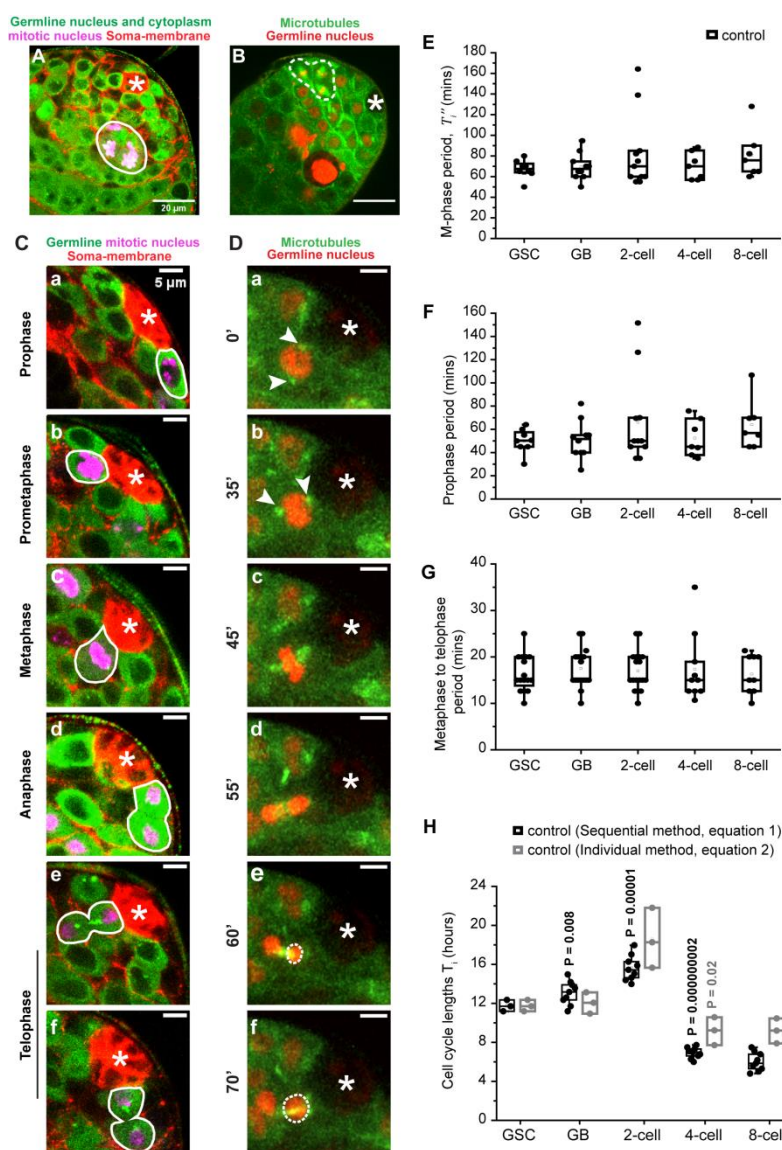 Germline nucleus and cytoplasm
mitotic nucleus Soma-membrane
A
*
20 μm
Microtubules
Germline nucleus
B
*
C
Germline mitotic nucleus
Soma-membrane
Prophase
a
5 μm
*
Prometaphase
b
*
Metaphase
c
*
Anaphase
d
*
Telophase
e
*
f
*
D
Microtubules
Germline nucleus
0'
a
*
35'
b
*
45'
c
*
55'
d
*
60'
e
*
70'
f
*
E
control
M-phase period, T_i'' (mins)
180
160
140
120
100
80
60
40
20
0
GSC GB 2-cell 4-cell 8-cell
F
Prophase period (mins)
160
140
120
100
80
60
40
20
0
GSC GB 2-cell 4-cell 8-cell
G
Metaphase to telophase
period (mins)
40
30
20
10
0
GSC GB 2-cell 4-cell 8-cell
H
control (Sequential method, equation 1)
control (Individual method, equation 2)
Cell cycle lengths T_i (hours)
24
20
16
12
8
4
0
P = 0.008
P = 0.00001
P = 0.000000002
P = 0.02
GSC GB 2-cell 4-cell 8-cell